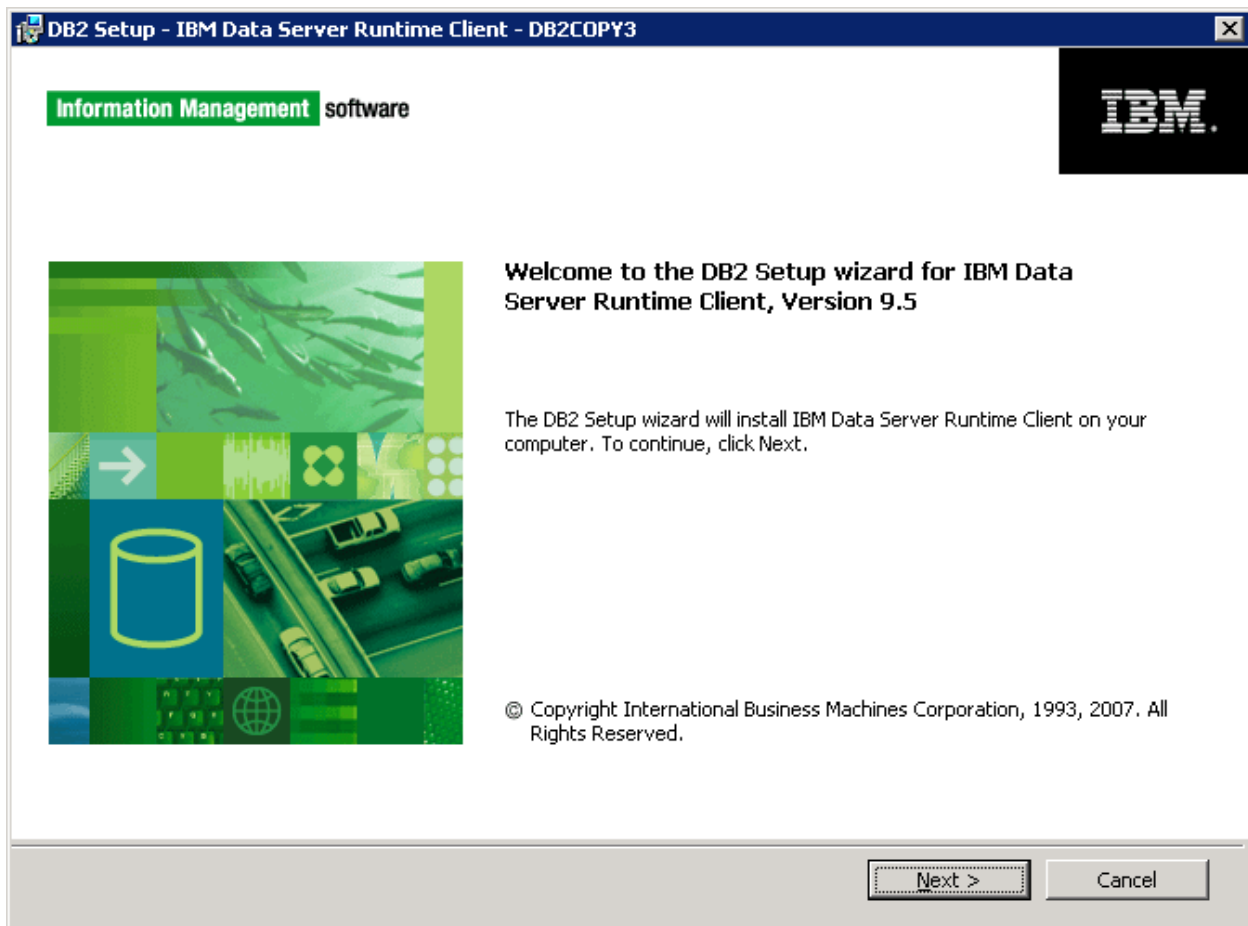 DB2 Setup - IBM Data Server Runtime Client - DB2COPY3
Information Management software
IBM.
Welcome to the DB2 Setup wizard for IBM Data
Server Runtime Client, Version 9.5
The DB2 Setup wizard will install IBM Data Server Runtime Client on your
computer. To continue, click Next.
© Copyright International Business Machines Corporation, 1993, 2007. All
Rights Reserved.
Next >
Cancel